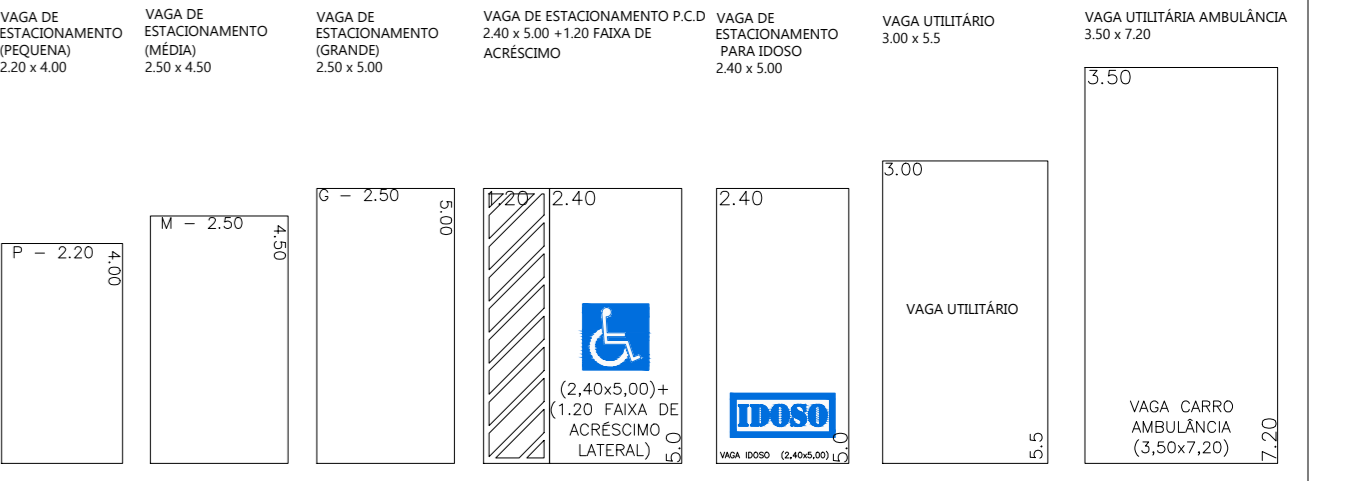 VAGA DE
ESTACIONAMENTO
(PEQUENA)
2.20 x 4.00
VAGA DE
ESTACIONAMENTO
(MÉDIA)
2.50 x 4.50
VAGA DE
ESTACIONAMENTO
(GRANDE)
2.50 x 5.00
VAGA DE ESTACIONAMENTO P.C.D
2.40 x 5.00 +1.20 FAIXA DE
ACRÉSCIMO
VAGA DE
ESTACIONAMENTO
PARA IDOSO
2.40 x 5.00
VAGA UTILITÁRIO
3.00 x 5.5
VAGA UTILITÁRIA AMBULÂNCIA
3.50 x 7.20
P - 2.20
4.00
M - 2.50
4.50
G - 2.50
5.00
1.20
2.40
(2,40x5,00)+
(1.20 FAIXA DE
ACRÉSCIMO
LATERAL)
5.0
2.40
IDOSO
VAGA IDOSO (2,40x5,00)
5.0
3.00
VAGA UTILITÁRIO
5.5
3.50
VAGA CARRO
AMBULÂNCIA
(3,50x7,20)
7.20